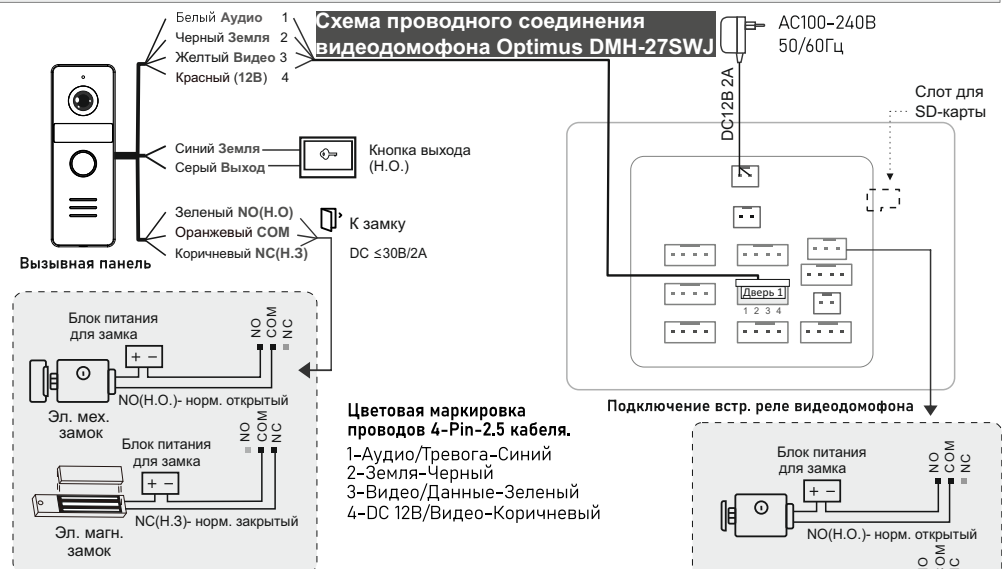 Схема проводного соединения
видеодомофона Optimus DMH-27SWJ
Белый Аудио 1
Черный Земля 2
Желтый Видео 3
Красный (12В) 4
АС100-240В
50/60Гц
DC12В 2А
Слот для
SD-карты
Синий Земля
Серый Выход
Кнопка выхода
(Н.О.)
Зеленый NO(Н.О)
Оранжевый COM
Коричневый NC(Н.З)
К замку
DC ≤30В/2А
Вызывная панель
Дверь 1
1 2 3 4
Блок питания
для замка
+ −
NO
COM
NC
NO(Н.О.)- норм. открытый
Эл. мех.
замок
Блок питания
для замка
+ −
NO
COM
NC
NC(Н.З)- норм. закрытый
Эл. магн.
замок
Цветовая маркировка
проводов 4-Pin-2.5 кабеля.
1-Аудио/Тревога-Синий
2-Земля-Черный
3-Видео/Данные-Зеленый
4-DC 12В/Видео-Коричневый
Подключение встр. реле видеодомофона
Блок питания
для замка
+ −
NO
COM
NC
NO(Н.О.)- норм. открытый